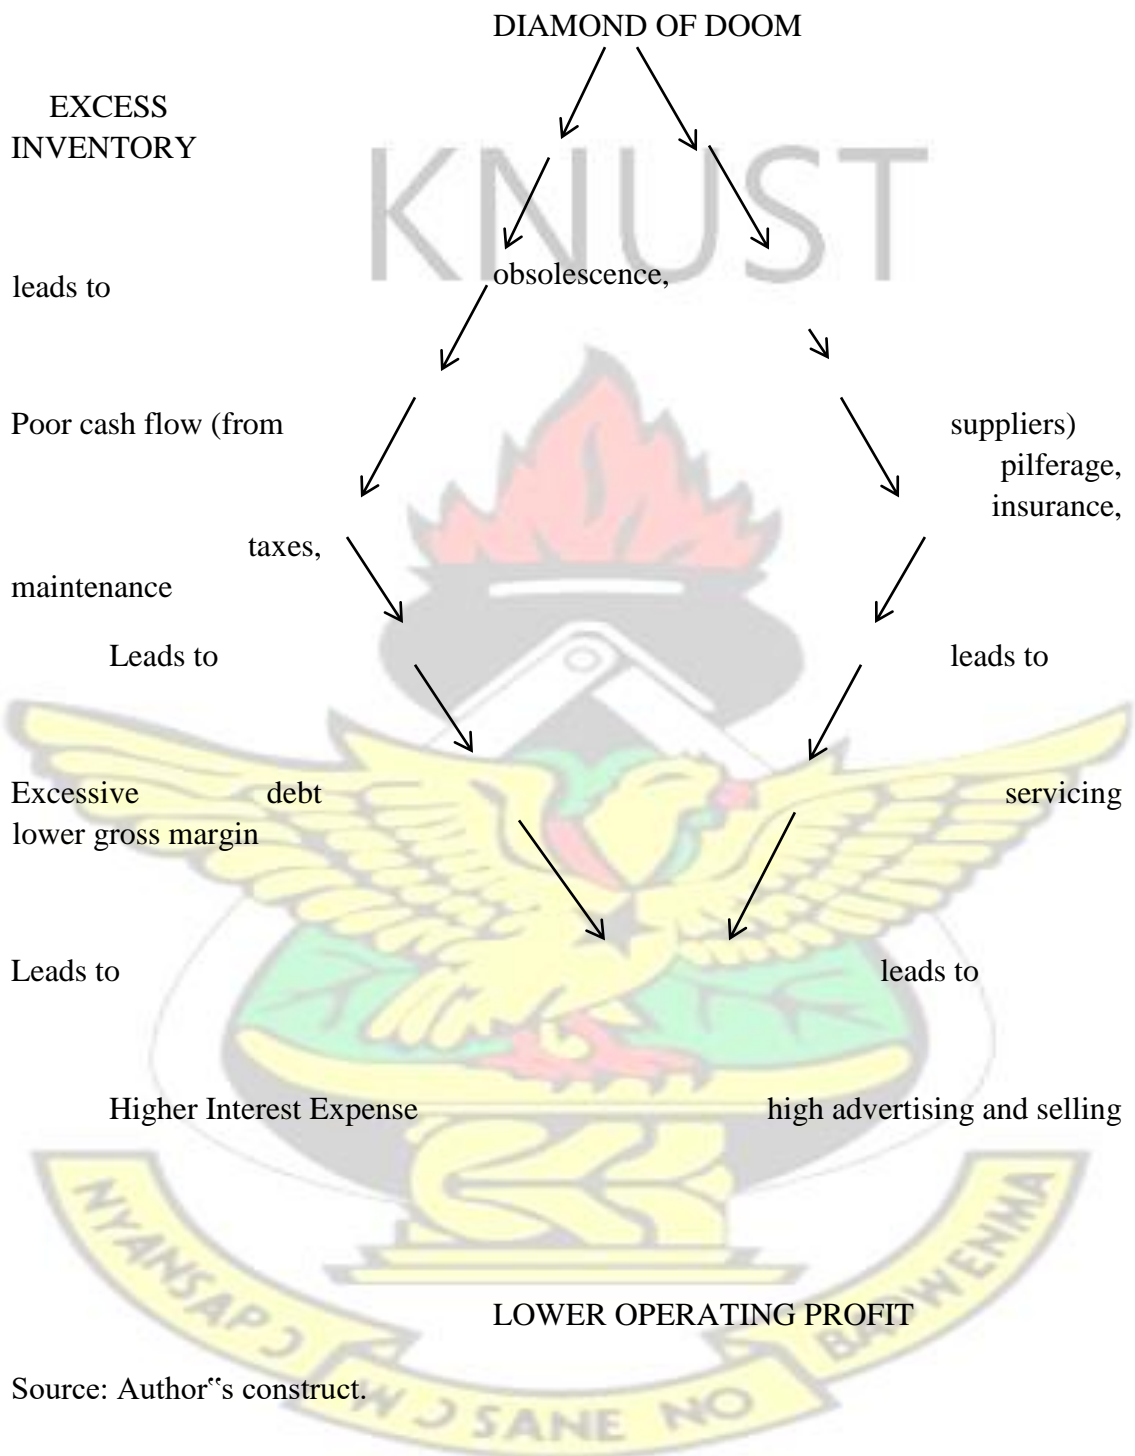 DIAMOND OF DOOM
EXCESS
INVENTORY
KNUST
leads to obsolescence,
Poor cash flow (from suppliers)
pilferage,
insurance,
taxes,
maintenance
Leads to leads to
Excessive debt servicing
lower gross margin
Leads to leads to
Higher Interest Expense high advertising and selling
LOWER OPERATING PROFIT
Source: Author‟s construct.
NYANSAPƆ WƆSANE NO BADWENMA